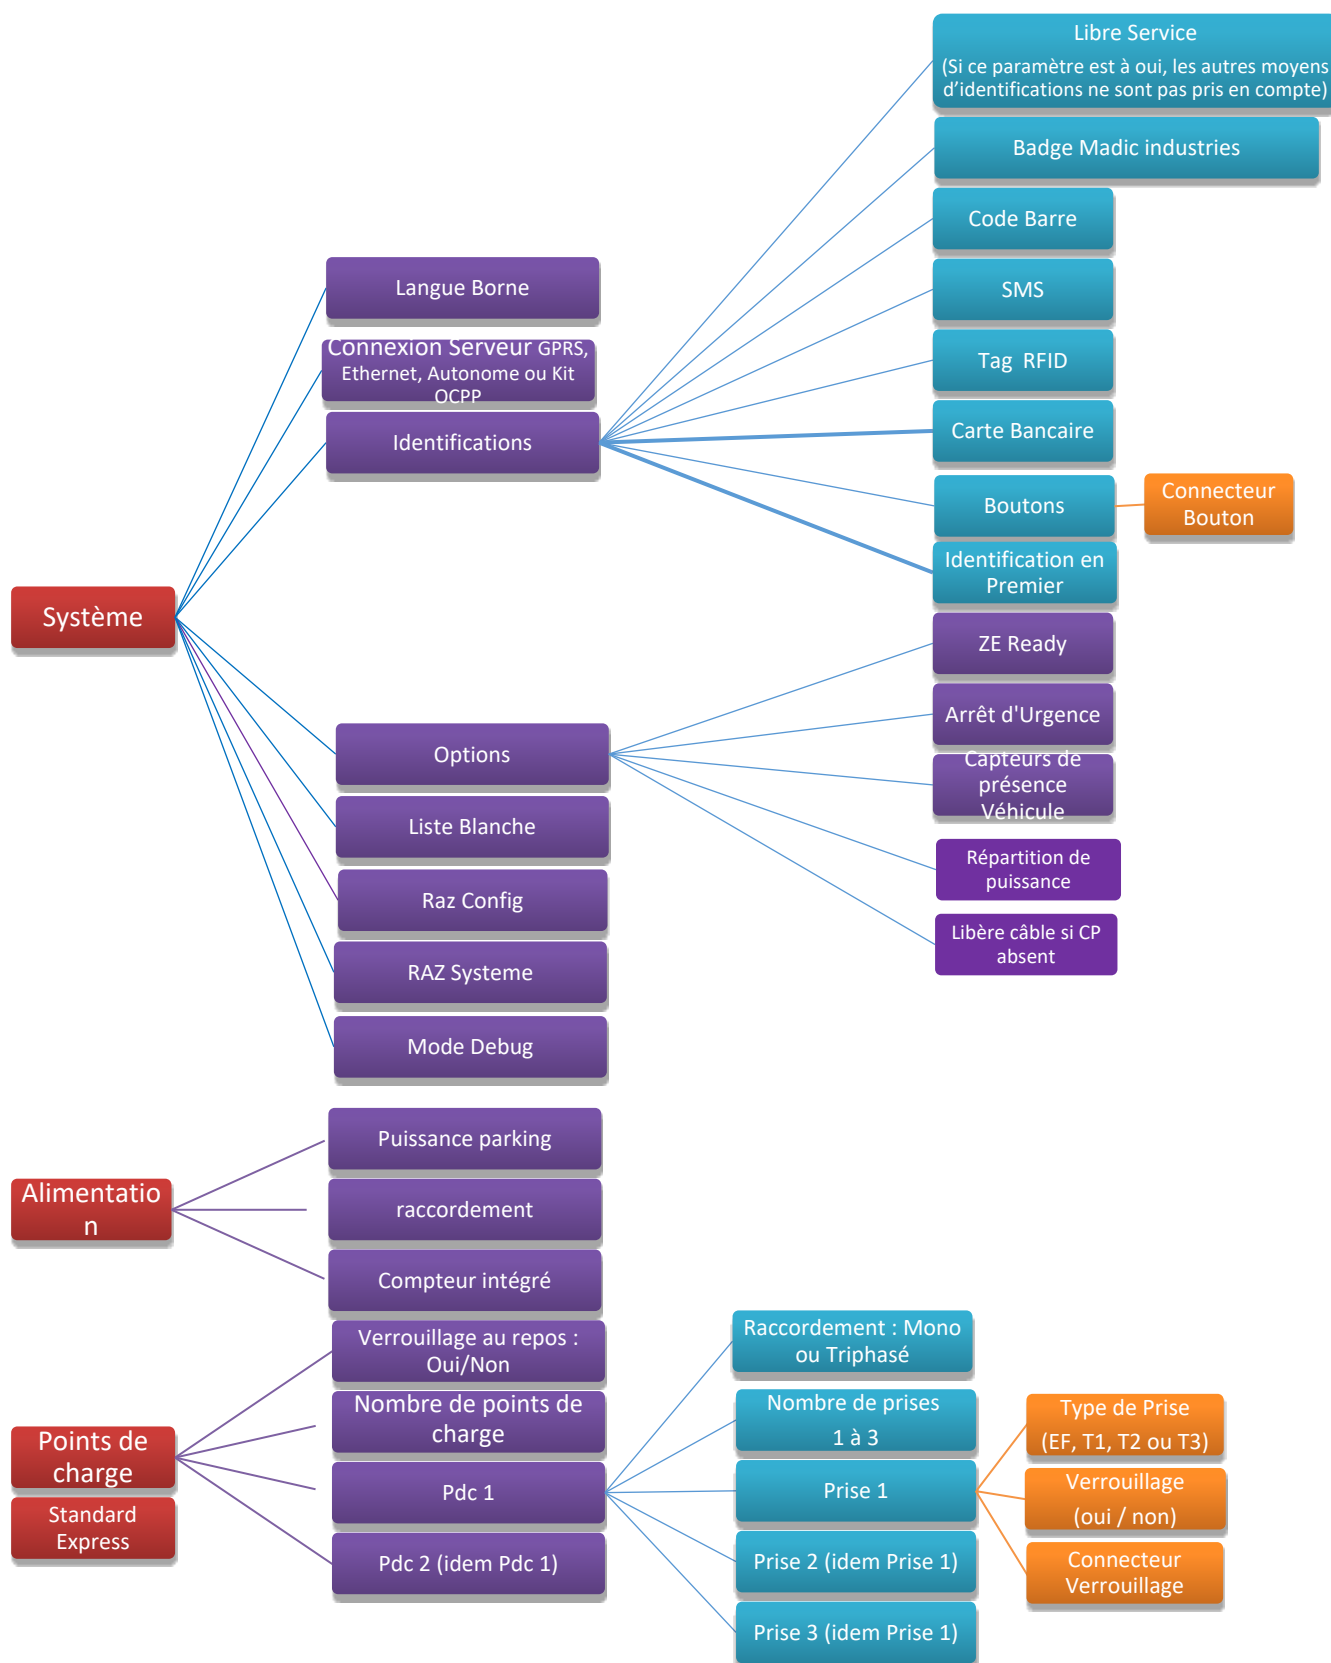 Libre Service
(Si ce paramètre est à oui, les autres moyens
d'identifications ne sont pas pris en compte)
Badge Madic industries
Code Barre
SMS
Tag RFID
Carte Bancaire
Boutons
Connecteur
Bouton
Identification en
Premier
Langue Borne
Connexion Serveur GPRS,
Ethernet, Autonome ou Kit
OCPP
Identifications
Système
ZE Ready
Arrêt d'Urgence
Capteurs de
présence
Véhicule
Répartition de
puissance
Libère câble si CP
absent
Options
Liste Blanche
Raz Config
RAZ Systeme
Mode Debug
Puissance parking
Alimentatio
n
raccordement
Compteur intégré
Verrouillage au repos :
Oui/Non
Nombre de points de
charge
Points de
charge
Standard
Express
Pdc 1
Pdc 2 (idem Pdc 1)
Raccordement : Mono
ou Triphasé
Nombre de prises
1 à 3
Prise 1
Prise 2 (idem Prise 1)
Prise 3 (idem Prise 1)
Type de Prise
(EF, T1, T2 ou T3)
Verrouillage
(oui / non)
Connecteur
Verrouillage